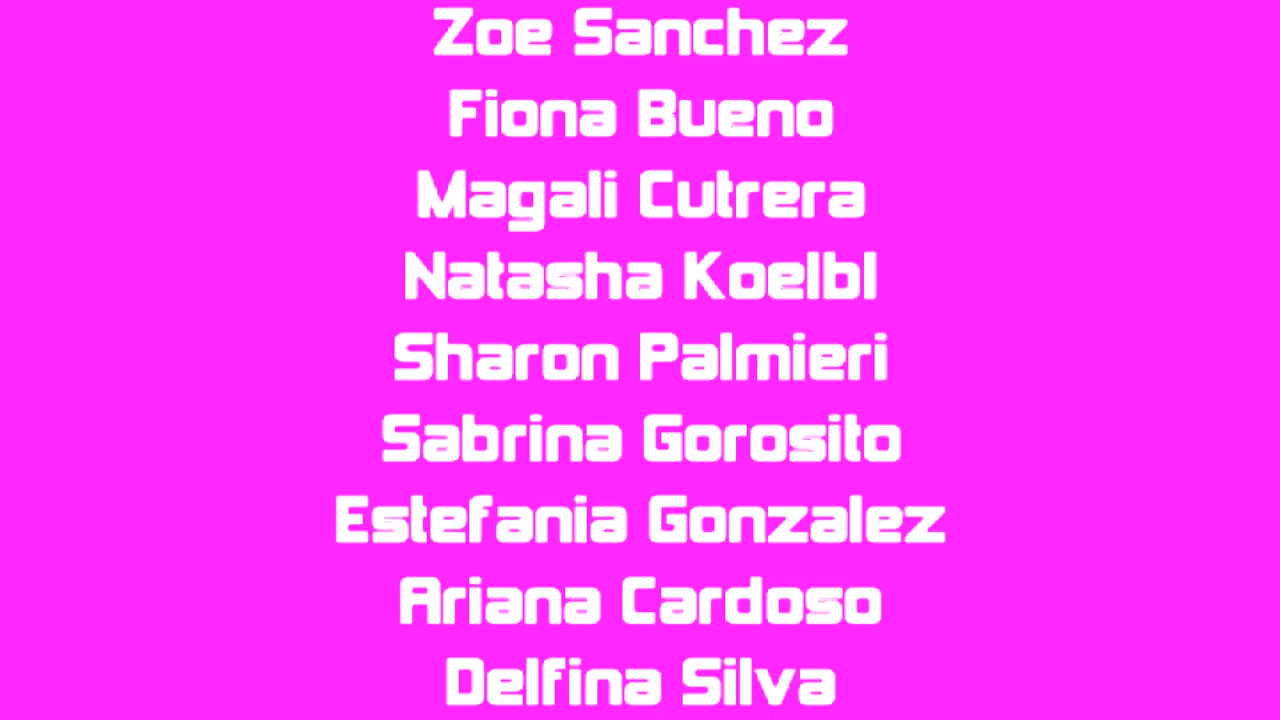 Zoe Sanchez
Fiona Bueno
Magali Cutrera
Natasha Koelbl
Sharon Palmieri
Sabrina Gorosito
Estefania Gonzalez
Ariana Cardoso
Delfina Silva